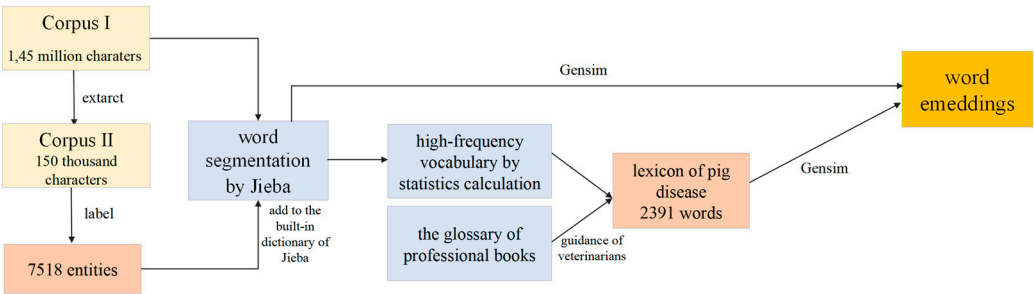 Corpus I
1,45 million charaters
extarct
Corpus II
150 thousand
characters
label
7518 entities
word
segmentation
by Jieba
add to the
built-in
dictionary of
Jieba
high-frequency
vocabulary by
statistics calculation
the glossary of
professional books
guidance of
veterinarians
lexicon of pig
disease
2391 words
Gensim
Gensim
word
emeddings